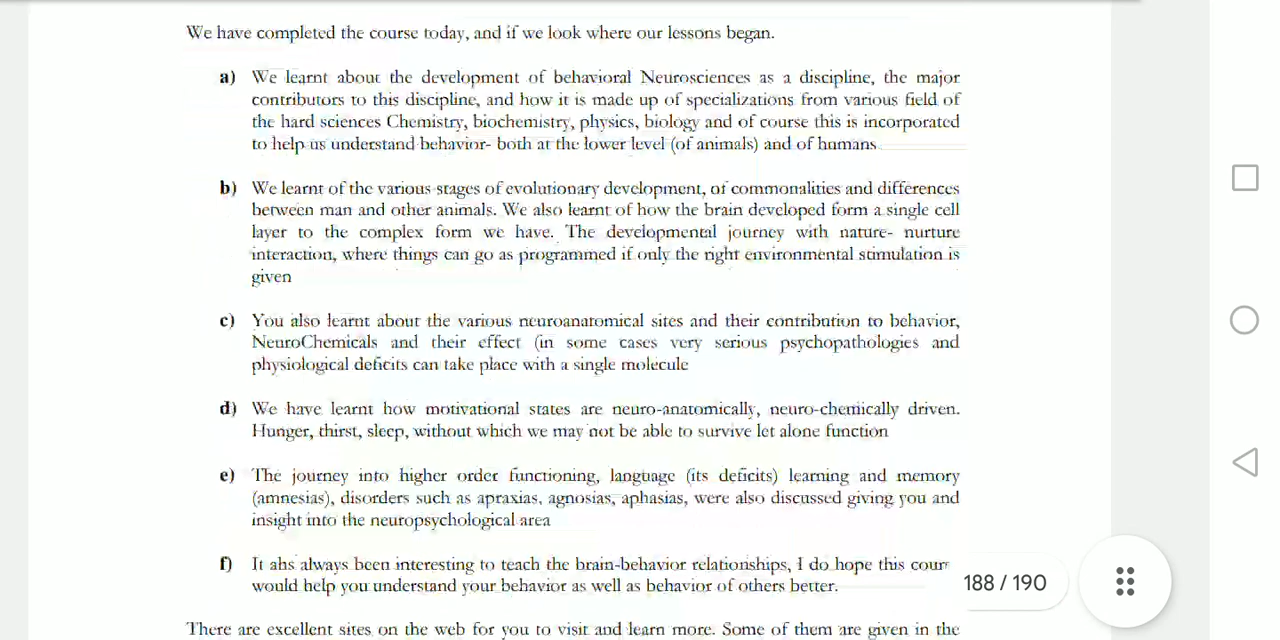 We have completed the course today, and if we look where our lessons began.
a) We learnt about the development of behavioral Neurosciences as a discipline, the major
contributors to this discipline, and how it is made up of specializations from various field of
the hard sciences Chemistry, biochemistry, physics, biology and of course this is incorporated
to help us understand behavior- both at the lower level (of animals) and of humans
b) We learnt of the various stages of evolutionary development, of commonalities and differences
between man and other animals. We also learnt of how the brain developed form a single cell
layer to the complex form we have. The developmental journey with nature- nurture
interaction, where things can go as programmed if only the right environmental stimulation is
given
c) You also learnt about the various neuroanatomical sites and their contribution to behavior,
NeuroChemicals and their effect (in some cases very serious psychopathologies and
physiological deficits can take place with a single molecule
d) We have learnt how motivational states are neuro-anatomically, neuro-chemically driven.
Hunger, thirst, sleep, without which we may not be able to survive let alone function
e) The journey into higher order functioning, language (its deficits) learning and memory
(amnesias), disorders such as apraxias, agnosias, aphasias, were also discussed giving you and
insight into the neuropsychological area
f) It ahs always been interesting to teach the brain-behavior relationships, I do hope this cour
would help you understand your behavior as well as behavior of others better.
188 / 190
There are excellent sites on the web for you to visit and learn more. Some of them are given in the